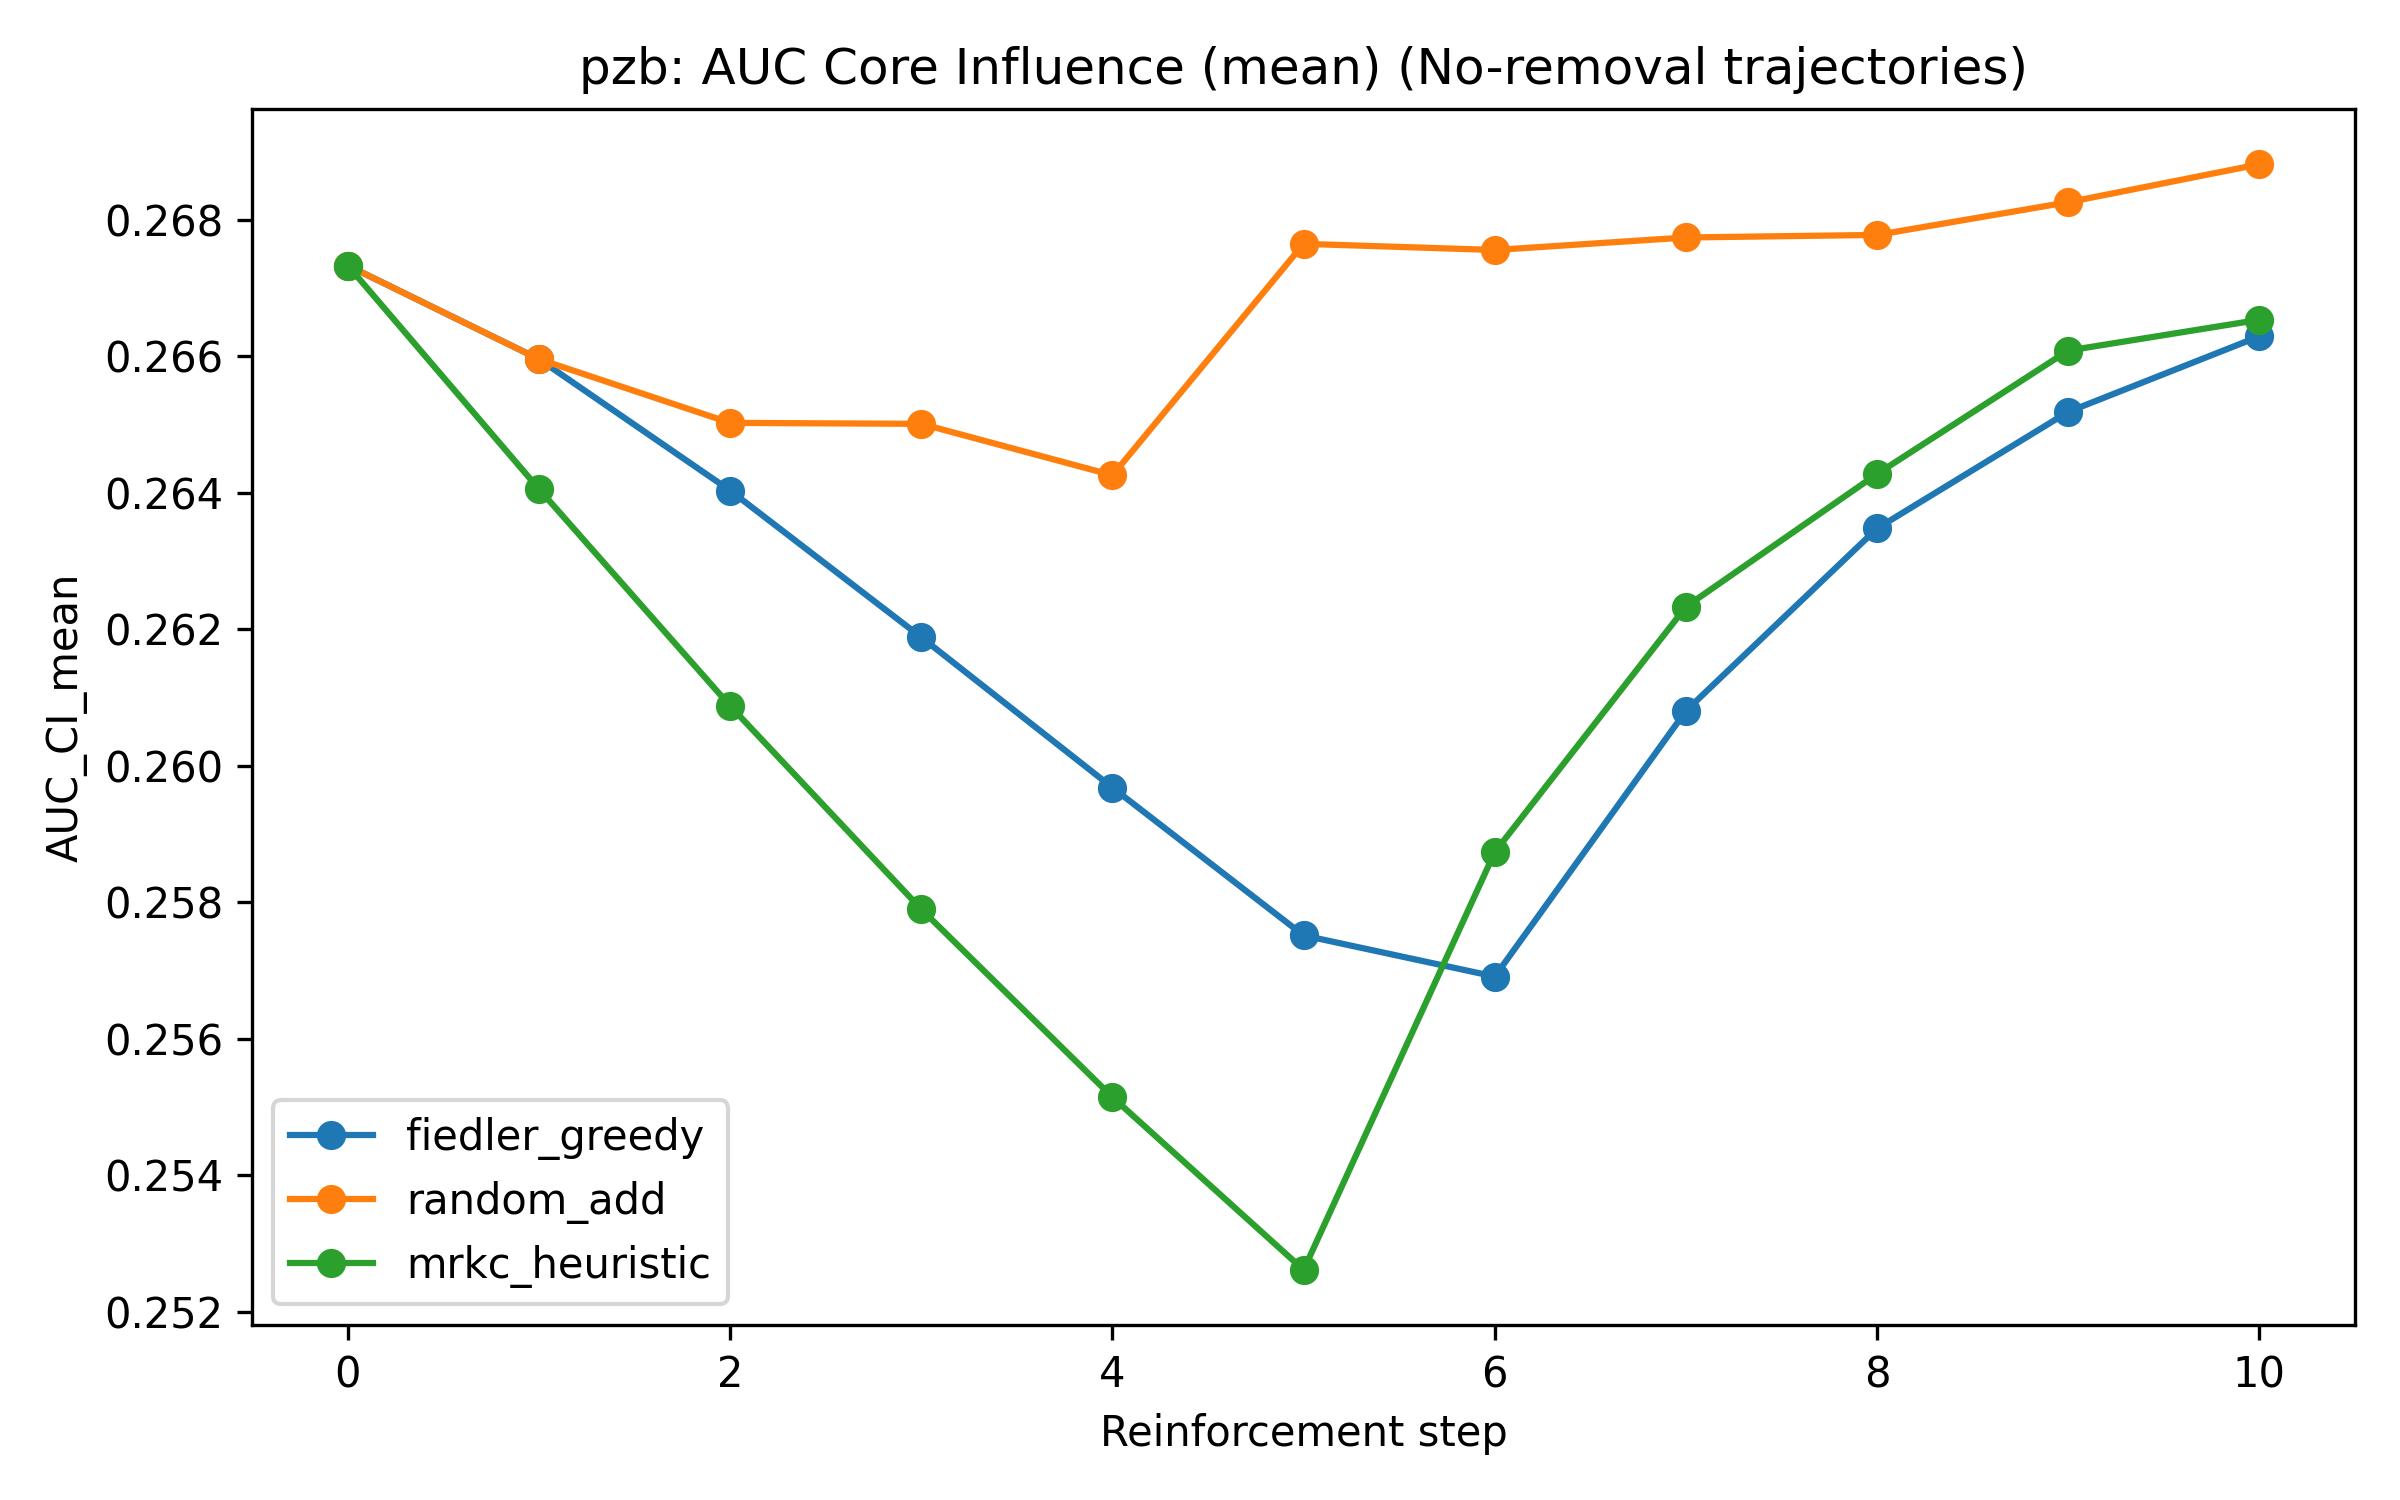 pzb: AUC Core Influence (mean) (No-removal trajectories)
AUC_CI_mean
0.268
0.266
0.264
0.262
0.260
0.258
0.256
0.254
0.252
fiedler_greedy
random_add
mrkc_heuristic
0 2 4 6 8 10
Reinforcement step